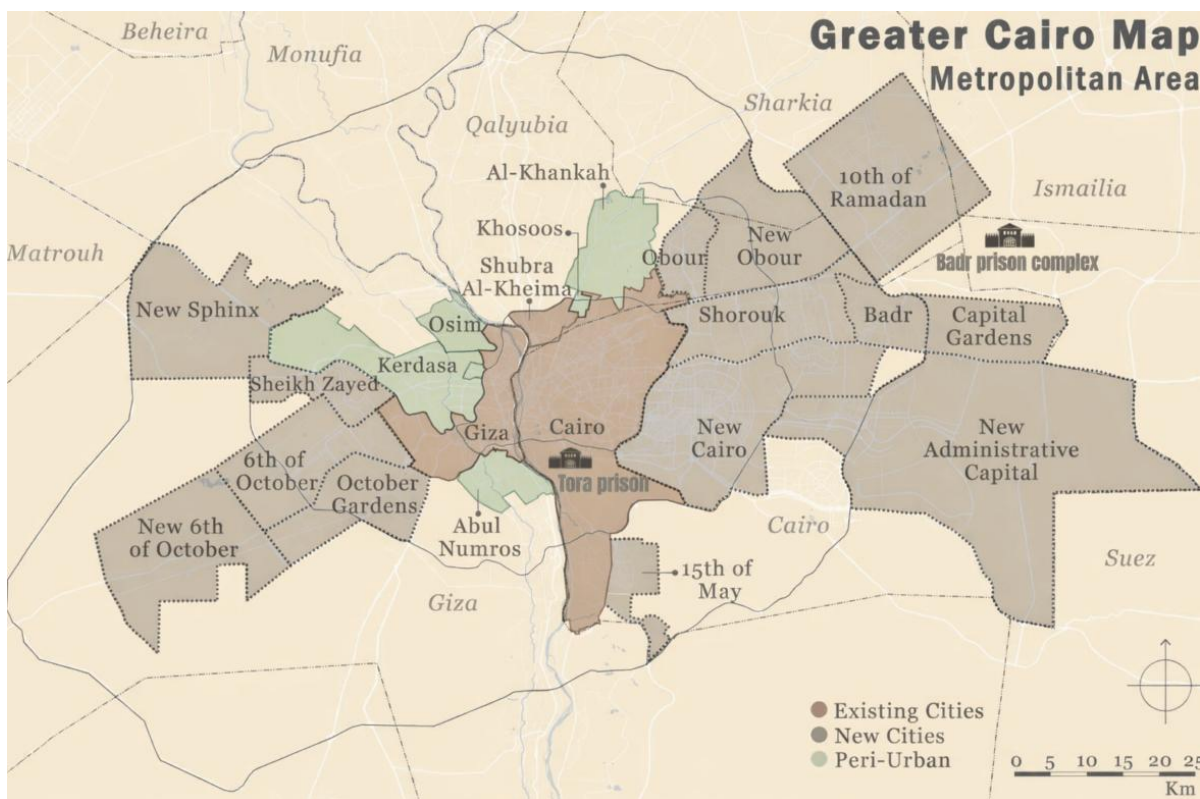 Greater Cairo Map
Metropolitan Area
Beheira
Monufia
Qalyubia
Sharkia
Ismailia
Matrouh
Al-Khankah
Khosoos
Shubra
Al-Kheima
10th of
Ramadan
Obour
New
Obour
Badr prison complex
New Sphinx
Osim
Kerdasa
Sheikh Zayed
Shorouk
Badr
Capital
Gardens
Giza
Cairo
Tora prison
New
Cairo
New
Administrative
Capital
6th of
October
October
Gardens
New 6th
of October
Abul
Numros
Cairo
15th of
May
Giza
Suez
Existing Cities
New Cities
Peri-Urban
0 5 10 15 20 25
Km